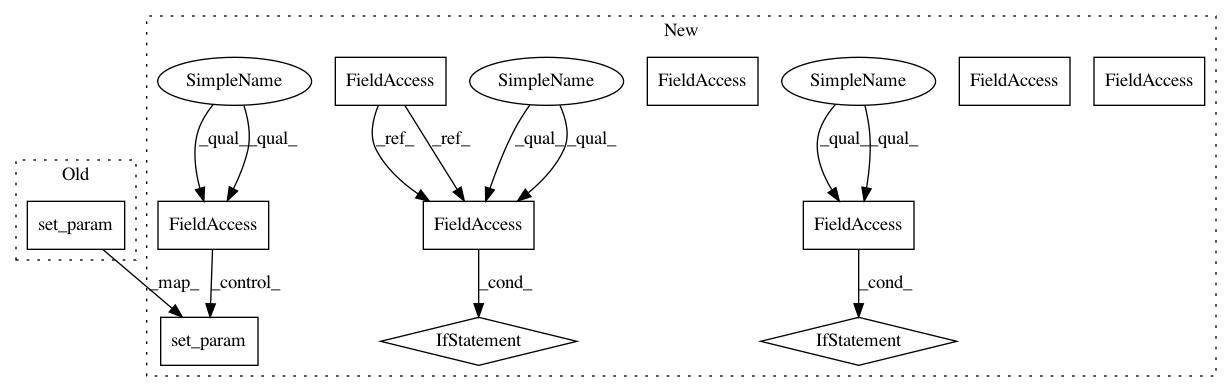 New
SimpleName
FieldAccess
SimpleName
FieldAccess
SimpleName
FieldAccess
FieldAccess
_qual_
_qual_
_ref_
_ref_
_qual_
_qual_
_qual_
_qual_
Old
set_param
FieldAccess
FieldAccess
FieldAccess
_map_
_control_
_cond_
_cond_
set_param
IfStatement
IfStatement